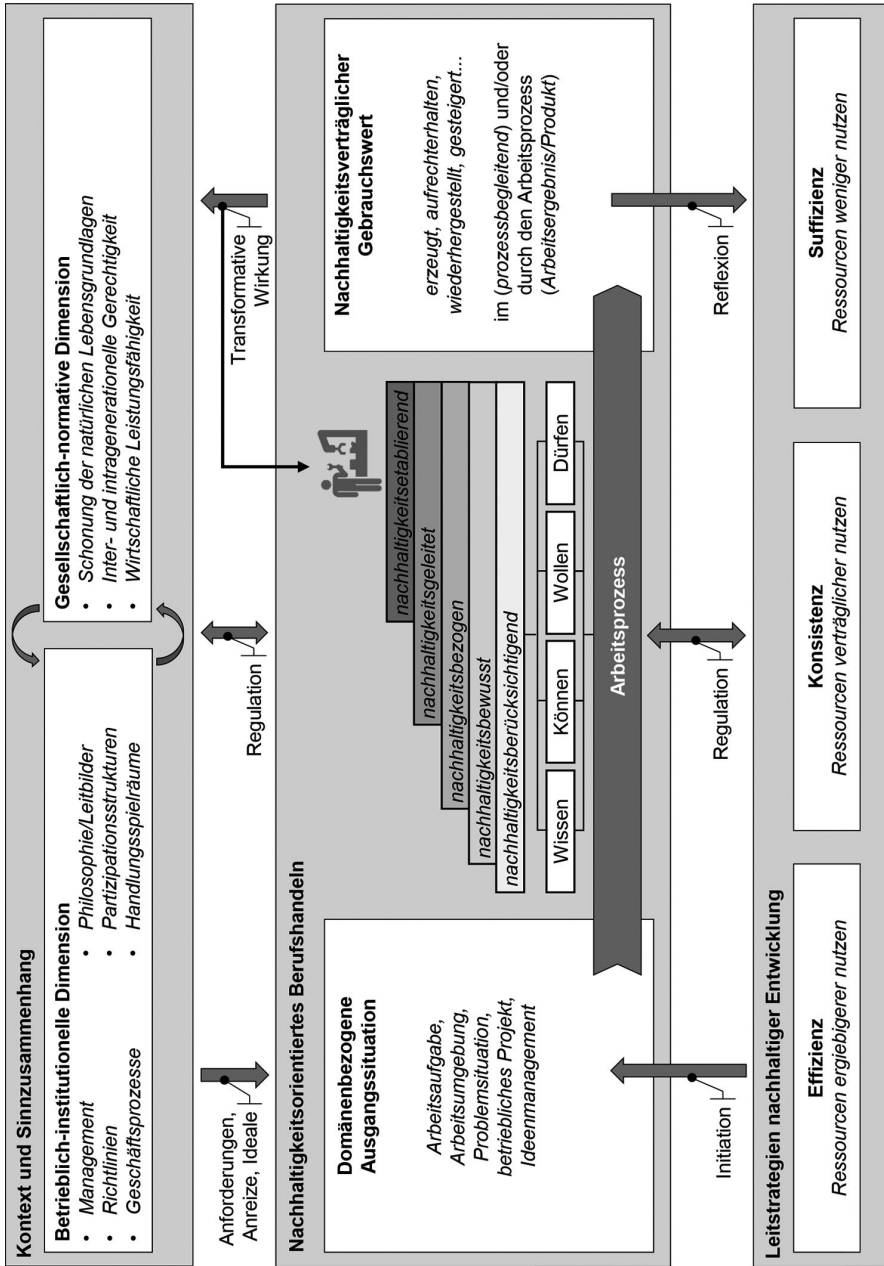 Kontext und Sinnzusammenhang
Betrieblich-institutionelle Dimension
• Management
• Richtlinien
• Geschäftsprozesse
• Philosophie/Leitbilder
• Partizipationsstrukturen
• Handlungsspielräume
Gesellschaftlich-normative Dimension
• Schonung der natürlichen Lebensgrundlagen
• Inter- und intragenerationelle Gerechtigkeit
• Wirtschaftliche Leistungsfähigkeit
Anforderungen,
Anreize, Ideale
Regulation
Transformative
Wirkung
Nachhaltigkeitsorientiertes Berufshandeln
Domänenbezogene
Ausgangssituation
Arbeitsaufgabe,
Arbeitsumgebung,
Problemsituation,
betriebliches Projekt,
Ideenmanagement
nachhaltigkeitsetablierend
nachhaltigkeitsgeleitet
nachhaltigkeitsbezogen
nachhaltigkeitsbewusst
nachhaltigkeitsberücksichtigend
Wissen
Können
Wollen
Dürfen
Arbeitsprozess
Nachhaltigkeitsverträglicher
Gebrauchswert
erzeugt, aufrechterhalten,
wiederhergestellt, gesteigert...
im (prozessbegleitend) und/oder
durch den Arbeitsprozess
(Arbeitsergebnis/Produkt)
Initiation
Regulation
Reflexion
Leitstrategien nachhaltiger Entwicklung
Effizienz
Ressourcen ergiebigerer nutzen
Konsistenz
Ressourcen verträglicher nutzen
Suffizienz
Ressourcen weniger nutzen